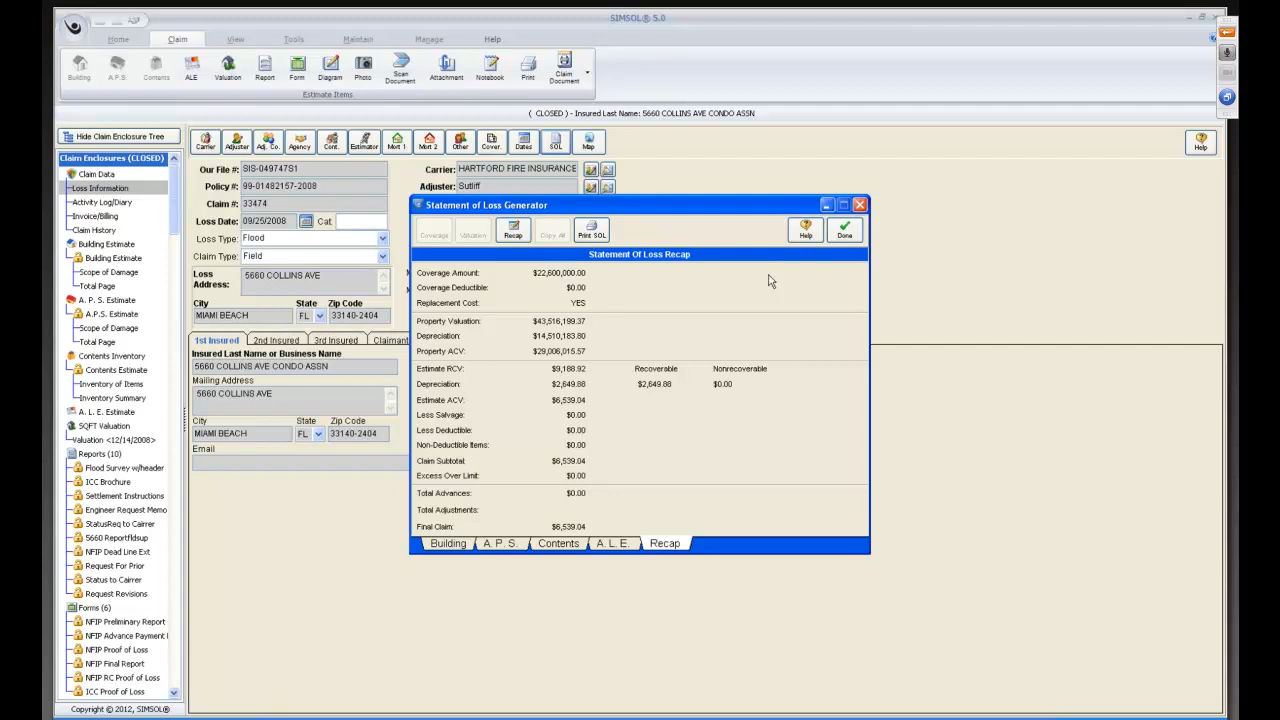 SIMSOL® 5.0
Home Claim View Tools Maintain Manage Help
Building A.P.S. Contents ALE Valuation Report Form Diagram Photo Scan Document Attachment Notebook Print Claim Document
Estimate Items
( CLOSED ) - Insured Last Name: 5660 COLLINS AVE CONDO ASSN
Hide Claim Enclosure Tree
Claim Enclosures (CLOSED)
Claim Data
Loss Information
Activity Log/Diary
Invoice/Billing
Claim History
Building Estimate
Building Estimate
Scope of Damage
Total Page
A. P. S. Estimate
A.P.S. Estimate
Scope of Damage
Total Page
Contents Inventory
Contents Estimate
Inventory of Items
Inventory Summary
A. L. E. Estimate
SQFT Valuation
Valuation <12/14/2008>
Reports (10)
Flood Survey w/header
ICC Brochure
Settlement Instructions
Engineer Request Memo
StatusReq to Cairrer
5660 Reportfldsup
NFIP Dead Line Ext
Request For Prior
Status to Cairrer
Request Revisions
Forms (6)
NFIP Preliminary Report
NFIP Advance Payment
NFIP Proof of Loss
NFIP Final Report
NFIP RC Proof of Loss
ICC Proof of Loss
Copyright © 2012, SIMSOL®
Carrier Adjuster Adj. Co. Agency Cont. Estimator Mort 1 Mort 2 Other Cover. Dates SOL Map Help
Our File #: SIS-049747S1 Carrier: HARTFORD FIRE INSURANCE
Policy #: 99-01482157-2008 Adjuster: Sutliff
Claim #: 33474
Loss Date: 09/25/2008 Cat:
Loss Type: Flood
Claim Type: Field
Loss Address: 5660 COLLINS AVE
City State Zip Code
MIAMI BEACH FL 33140-2404
1st Insured 2nd Insured 3rd Insured Claimant
Insured Last Name or Business Name
5660 COLLINS AVE CONDO ASSN
Mailing Address
5660 COLLINS AVE
City State Zip Code
MIAMI BEACH FL 33140-2404
Email
Statement of Loss Generator
Coverage Valuation Recap Copy All Print SOL Help Done
Statement Of Loss Recap
Coverage Amount: $22,600,000.00
Coverage Deductible: $0.00
Replacement Cost: YES
Property Valuation: $43,516,199.37
Depreciation: $14,510,183.80
Property ACV: $29,006,015.57
Estimate RCV: $9,188.92 Recoverable Nonrecoverable
Depreciation: $2,649.88 $2,649.88 $0.00
Estimate ACV: $6,539.04
Less Salvage: $0.00
Less Deductible: $0.00
Non-Deductible Items: $0.00
Claim Subtotal: $6,539.04
Excess Over Limit: $0.00
Total Advances: $0.00
Total Adjustments:
Final Claim: $6,539.04
Building A. P. S. Contents A. L. E. Recap